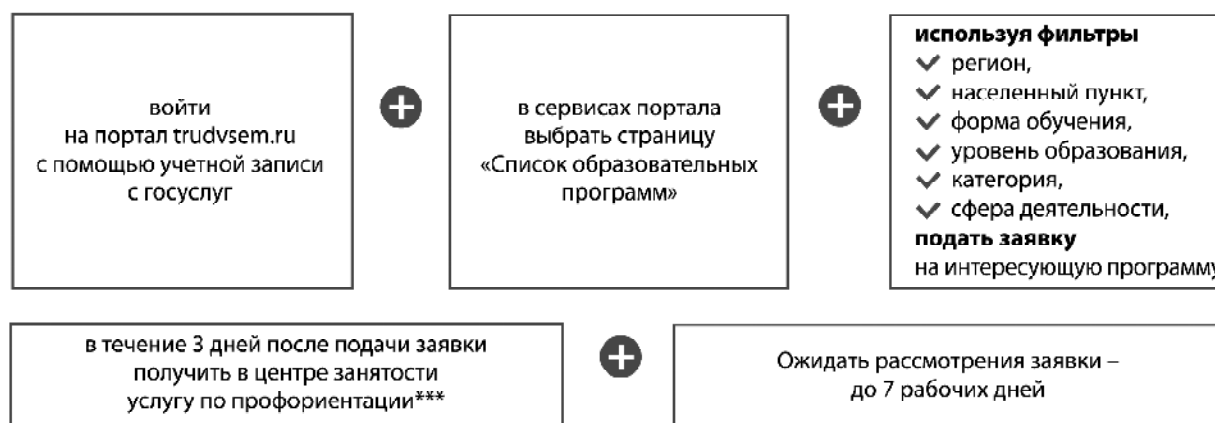 войти
на портал trudvsem.ru
с помощью учетной записи
с госуслуг
в сервисах портала
выбрать страницу
«Список образовательных
программ»
используя фильтры
регион,
населенный пункт,
форма обучения,
уровень образования,
категория,
сфера деятельности,
подать заявку
на интересующую программу
в течение 3 дней после подачи заявки
получить в центре занятости
услугу по профориентации***
Ожидать рассмотрения заявки –
до 7 рабочих дней